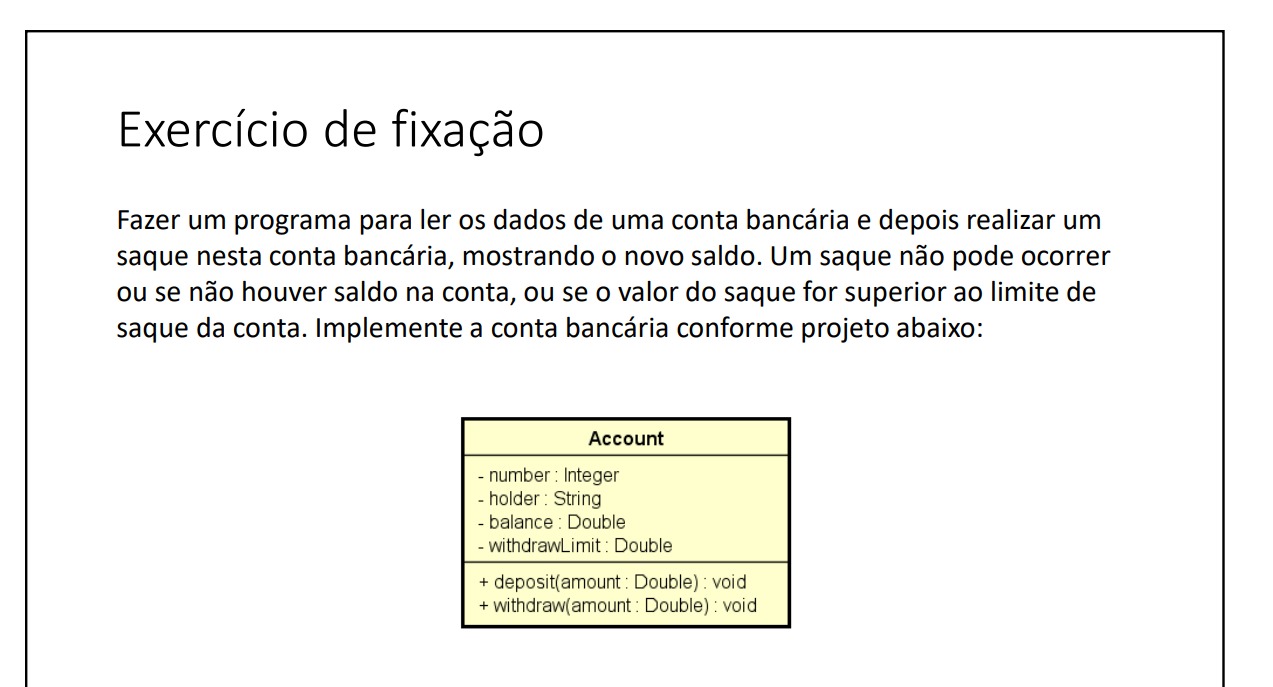 Exercício de fixação
Fazer um programa para ler os dados de uma conta bancária e depois realizar um
saque nesta conta bancária, mostrando o novo saldo. Um saque não pode ocorrer
ou se não houver saldo na conta, ou se o valor do saque for superior ao limite de
saque da conta. Implemente a conta bancária conforme projeto abaixo:
Account
- number : Integer
- holder : String
- balance : Double
- withdrawLimit : Double
+ deposit(amount : Double) : void
+ withdraw(amount : Double) : void